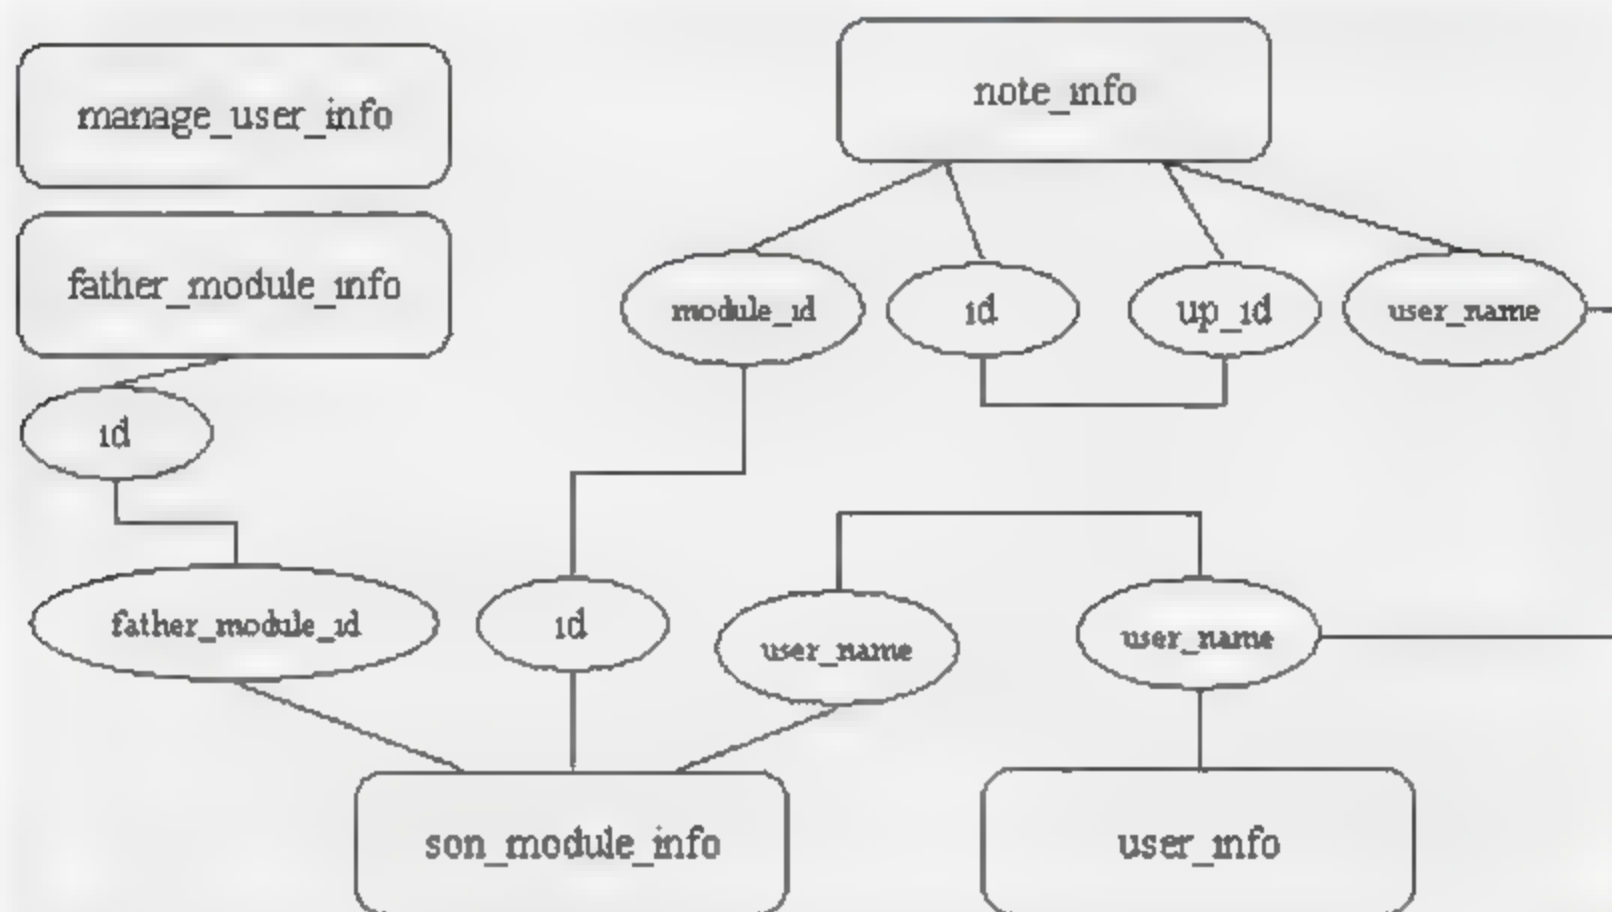 manage_user_info
note_info
father_module_info
module_id
id
up_id
user_name
id
father_module_id
id
user_name
user_name
son_module_info
user_info